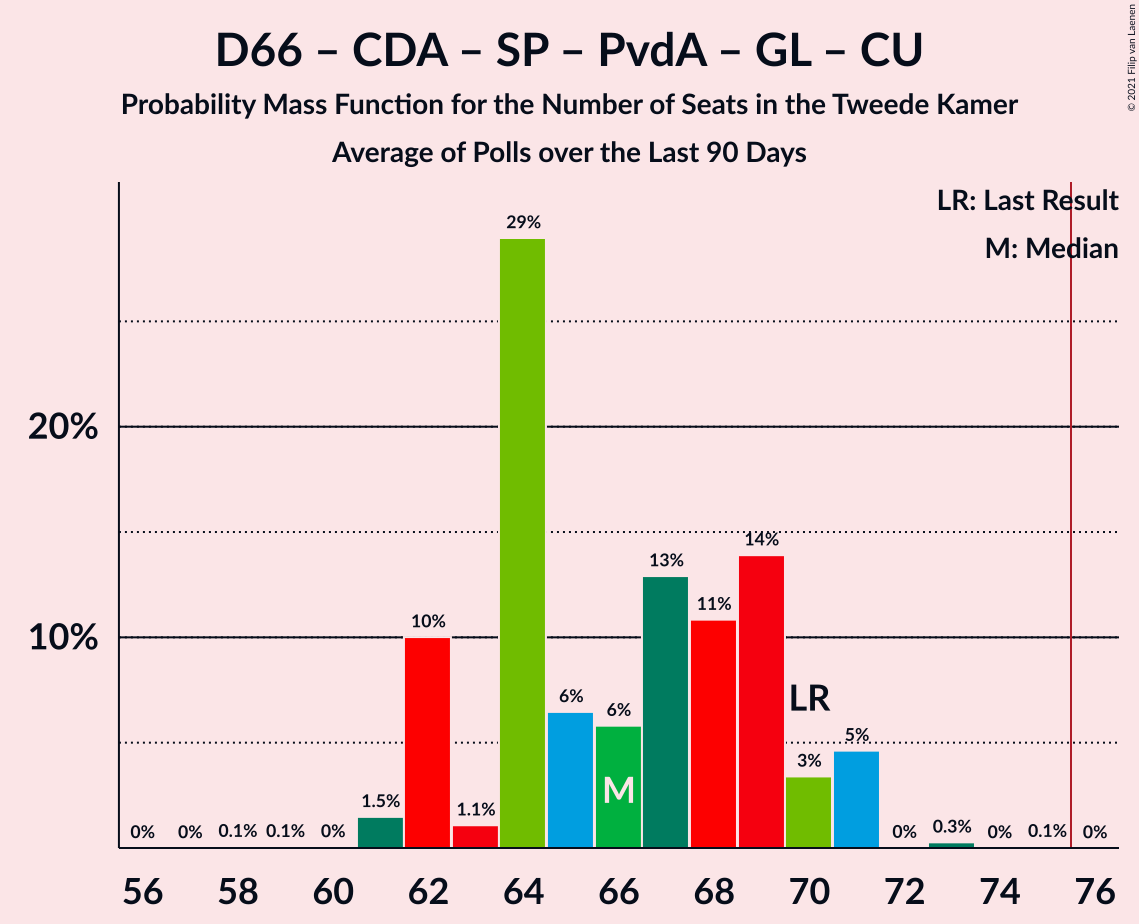 D66 – CDA – SP – PvdA – GL – CU
Probability Mass Function for the Number of Seats in the Tweede Kamer
Average of Polls over the Last 90 Days
© 2021 Filip van Laenen
LR: Last Result
M: Median
29%
20%
14%
13%
11%
10%
10%
LR
6%
6%
5%
3%
M
1.5%
1.1%
0%
0%
0.1%
0.1%
0%
0%
0.3%
0%
0.1%
0%
56 58 60 62 64 66 68 70 72 74 76